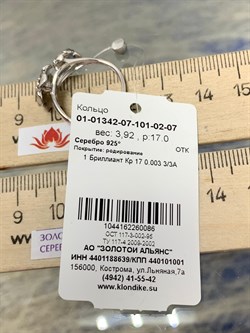 Кольцо
01-01342-07-101-02-07
вес: 3,92 , р.17.0
Серебро 925°
ОТК
Покрытие: родирование
1 Бриллиант Кр 17 0.003 3/3А
1044162260086
ОСТ 117-3-002-95
ТУ 117-4.2099-2002
АО "ЗОЛОТОЙ АЛЬЯНС"
ИНН 4401188639/КПП 440101001
156000, Кострома, ул.Льняная,7а
(4942) 41-55-42
www.klondike.su